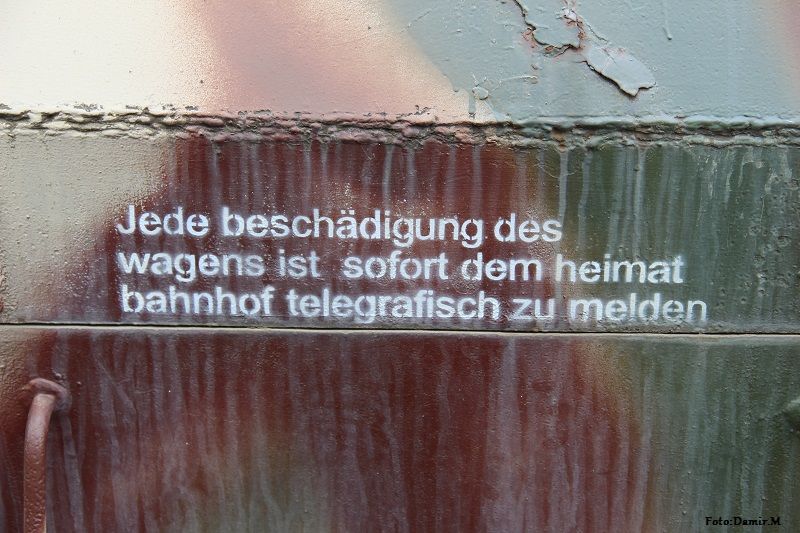 Jede beschädigung des
wagens ist sofort dem heimat
bahnhof telegrafisch zu melden
Foto:Damir.M